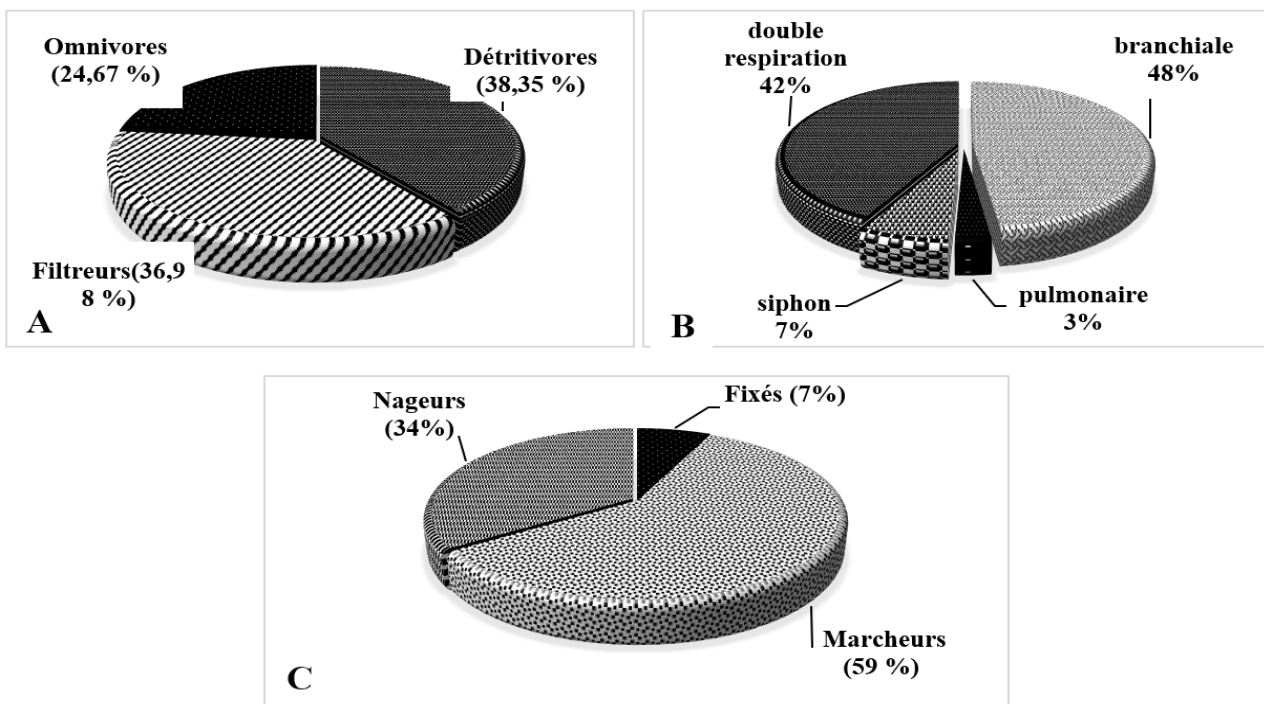 Omnivores
(24,67 %)
Détritivores
(38,35 %)
Filtreurs(36,9
8 %)
A
double
respiration
42%
branchiale
48%
siphon
7%
pulmonaire
3%
B
Nageurs
(34%)
Fixés (7%)
Marcheurs
(59 %)
C